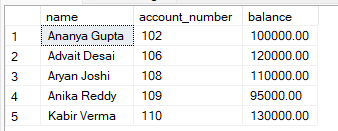 name account_number balance
1 Ananya Gupta 102 100000.00
2 Advait Desai 106 120000.00
3 Aryan Joshi 108 110000.00
4 Anika Reddy 109 95000.00
5 Kabir Verma 110 130000.00